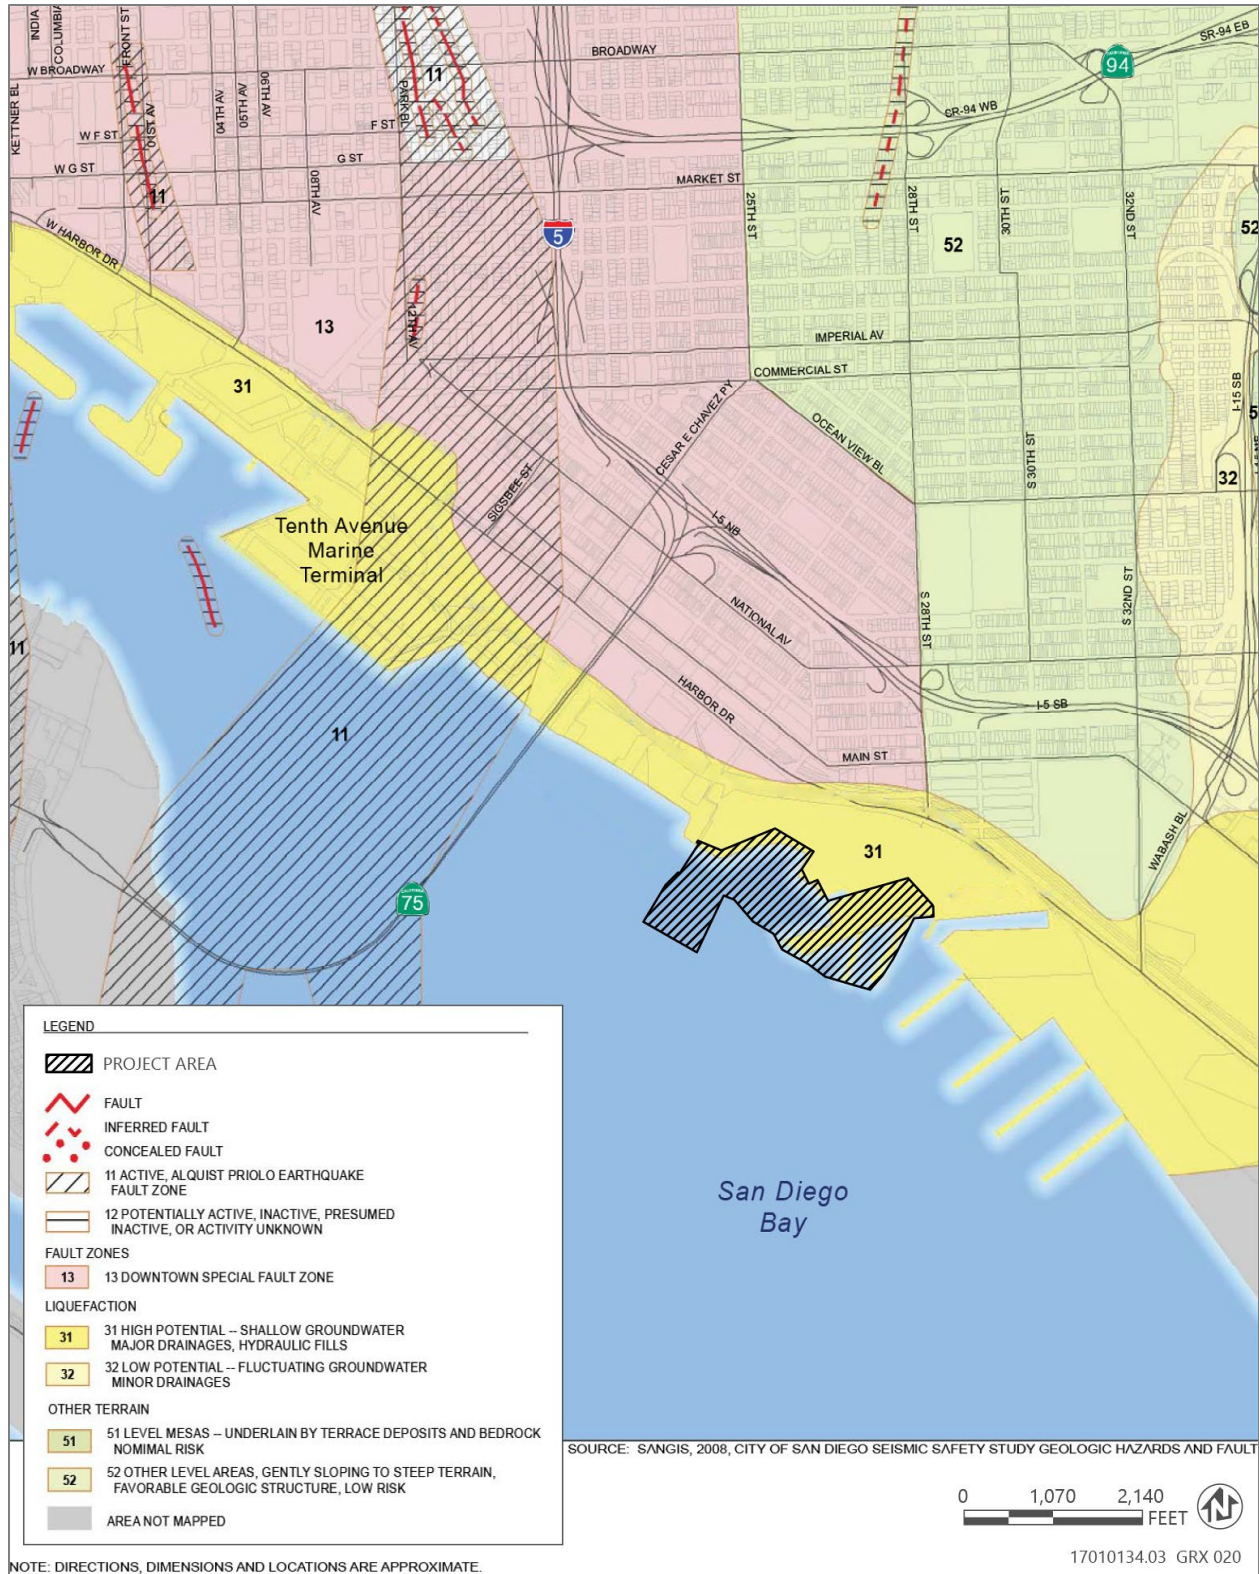 INDIA
COLUMBIA
FRONT ST
BROADWAY
SR-94 EB
94
W BROADWAY
11
06TH AV
05TH AV
04TH AV
PARK BL
KETTNER BL
01ST AV
W F ST
F ST
SR-94 WB
G ST
W G ST
MARKET ST
08TH AV
11
25TH ST
28TH ST
30TH ST
32ND ST
52
52
5
W HARBOR DR
12TH AV
13
IMPERIAL AV
COMMERCIAL ST
31
CESAR E CHAVEZ PY
OCEAN VIEW BL
I-15 SB
5
S 30TH ST
32
SIGSBEE ST
I-5 NB
Tenth Avenue
Marine
Terminal
NATIONAL AV
S 28TH ST
S 32ND ST
11
HARBOR DR
I-5 SB
11
MAIN ST
WABASH BL
31
75
San Diego
Bay
LEGEND
PROJECT AREA
FAULT
INFERRED FAULT
CONCEALED FAULT
11 ACTIVE, ALQUIST PRIOLO EARTHQUAKE
FAULT ZONE
12 POTENTIALLY ACTIVE, INACTIVE, PRESUMED
INACTIVE, OR ACTIVITY UNKNOWN
FAULT ZONES
13 13 DOWNTOWN SPECIAL FAULT ZONE
LIQUEFACTION
31 31 HIGH POTENTIAL -- SHALLOW GROUNDWATER
MAJOR DRAINAGES, HYDRAULIC FILLS
32 32 LOW POTENTIAL -- FLUCTUATING GROUNDWATER
MINOR DRAINAGES
OTHER TERRAIN
51 51 LEVEL MESAS -- UNDERLAIN BY TERRACE DEPOSITS AND BEDROCK
NOMIMAL RISK
52 52 OTHER LEVEL AREAS, GENTLY SLOPING TO STEEP TERRAIN,
FAVORABLE GEOLOGIC STRUCTURE, LOW RISK
AREA NOT MAPPED
SOURCE: SANGIS, 2008, CITY OF SAN DIEGO SEISMIC SAFETY STUDY GEOLOGIC HAZARDS AND FAULT
0 1,070 2,140
FEET
N
17010134.03 GRX 020
NOTE: DIRECTIONS, DIMENSIONS AND LOCATIONS ARE APPROXIMATE.